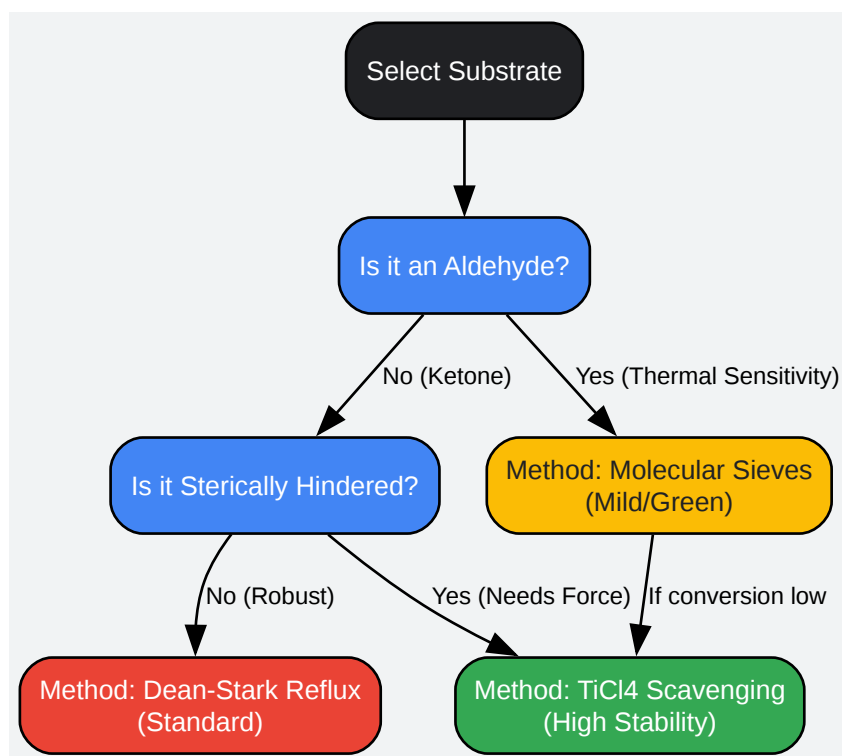 Select Substrate
Is it an Aldehyde?
No (Ketone)
Yes (Thermal Sensitivity)
Is it Sterically Hindered?
Method: Molecular Sieves
(Mild/Green)
No (Robust)
Yes (Needs Force)
If conversion low
Method: Dean-Stark Reflux
(Standard)
Method: TiCl4 Scavenging
(High Stability)